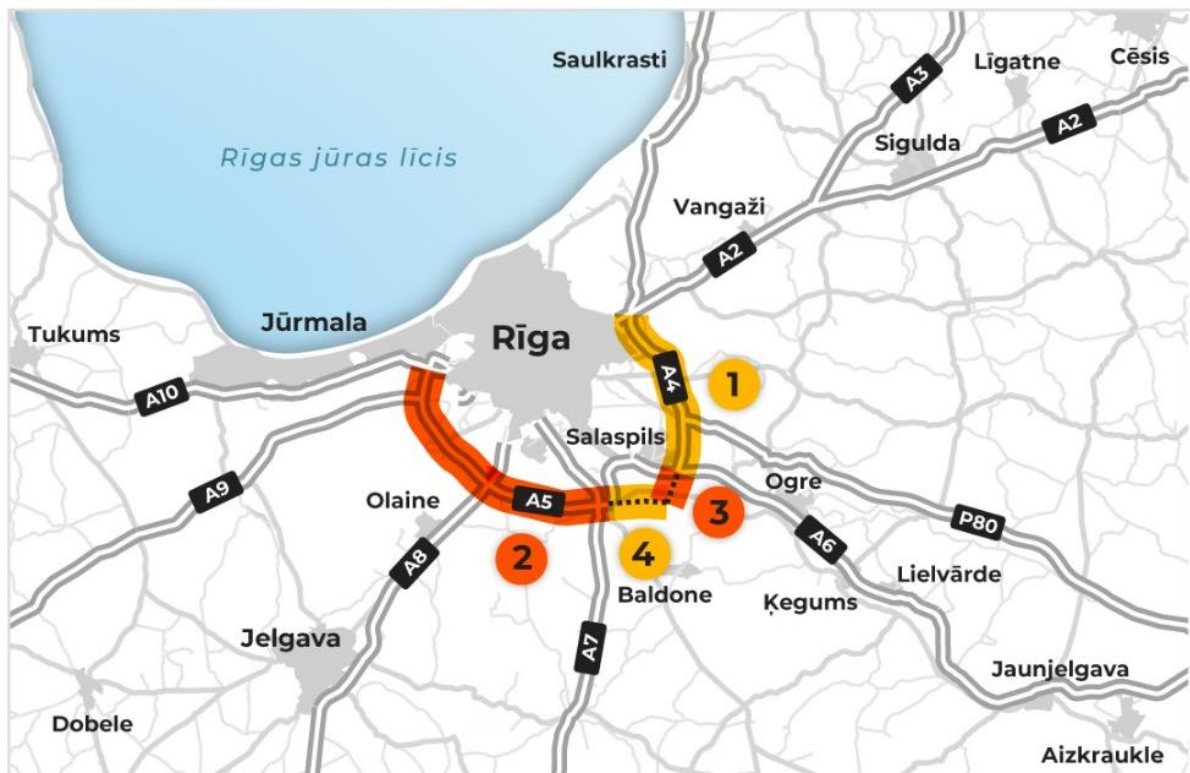 Saulkrasti
Līgatne
Cēsis
A3
A2
Sigulda
Rīgas jūras līcis
Vangaži
A2
Jūrmala
Rīga
Tukums
A4
1
A10
Salaspils
A9
Olaine
A5
Ogre
3
P80
2
4
A6
A8
Baldone
Lielvārde
Ķegums
Jelgava
A7
Jaunjelgava
Dobele
Aizkraukle